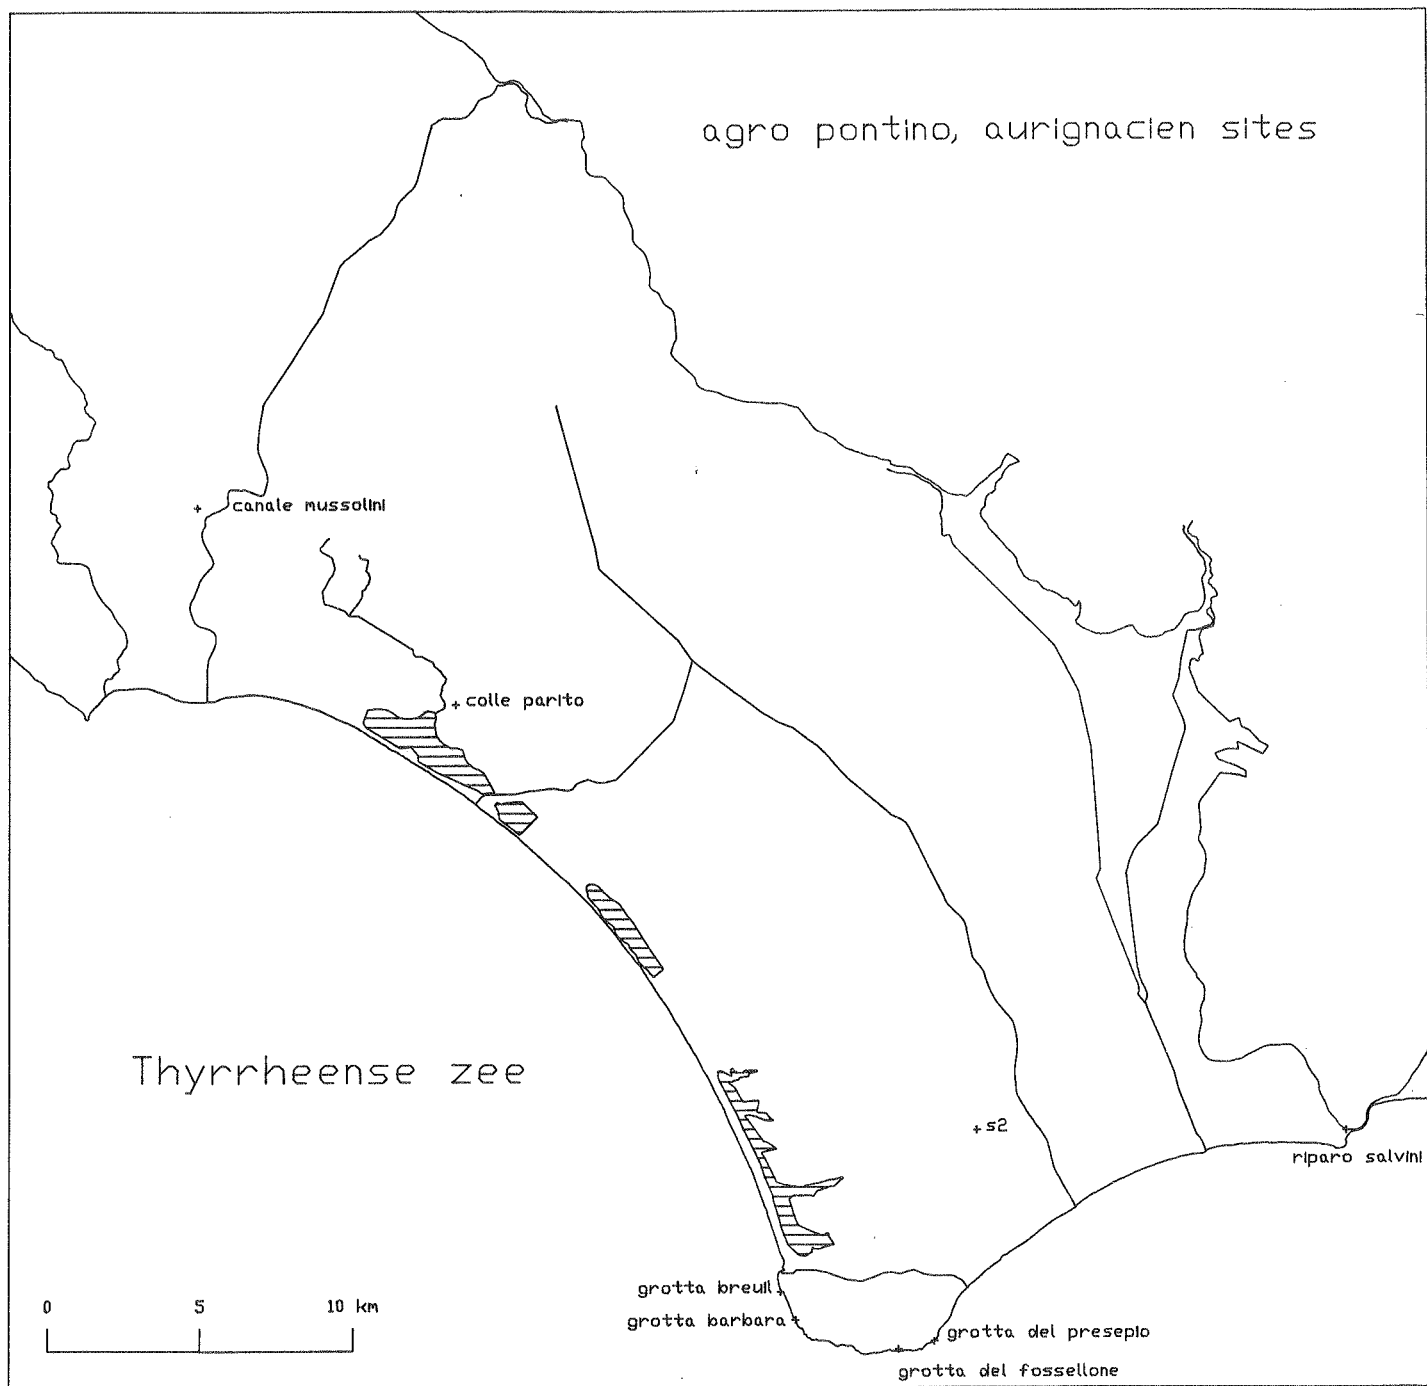 agro pontino, aurignacien sites
canale mussolini
colle parito
Thyrrheense zee
s2
riparo salvini
grotta breuil
0 5 10 km
grotta barbara
grotta del presepio
grotta del fossellone